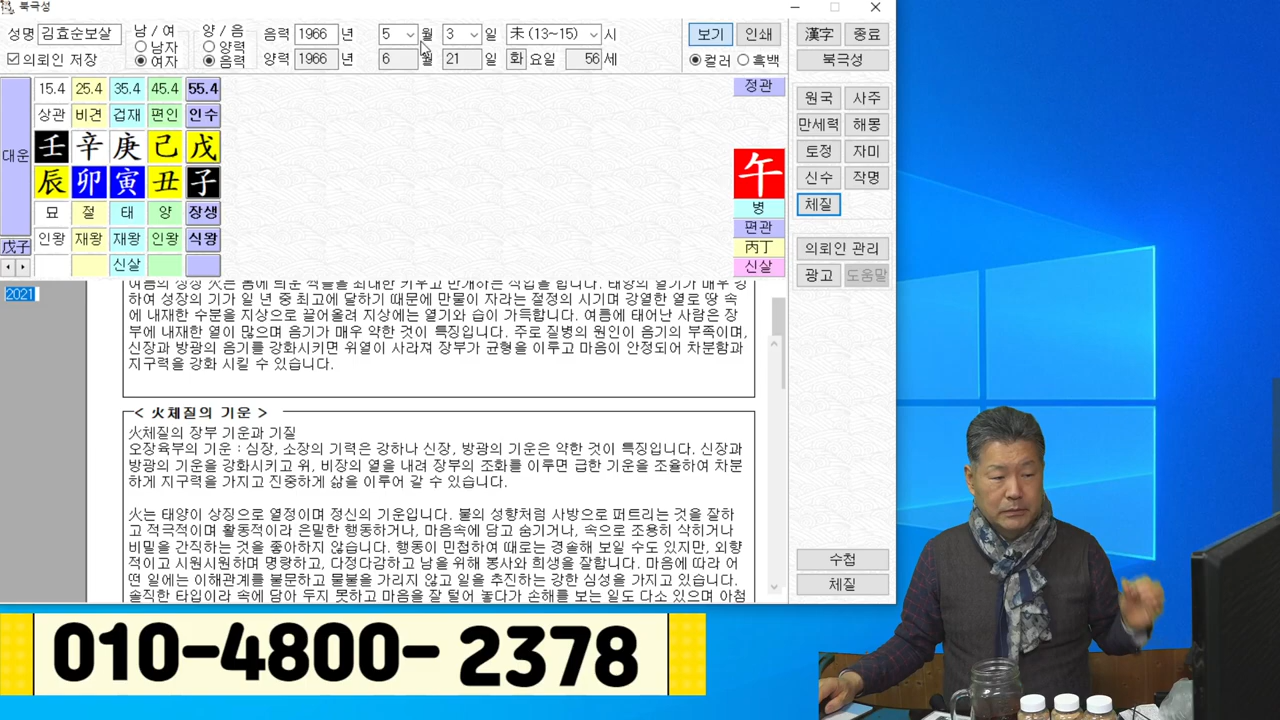 북극성
성명 김효순보살 남 / 여 양 / 음 음력 1966 년 5 월 3 일 未 (13~15) 시 보기 인쇄 漢字 종료
남자 양력
의뢰인 저장 여자 음력 양력 1966 년 6 월 21 일 화 요일 56 세 컬러 흑백 북극성
15.4 25.4 35.4 45.4 55.4 정관
원국 사주
상관 비견 겁재 편인 인수
만세력 해몽
대운 壬 辛 庚 己 戊 午
토정 자미
辰 卯 寅 丑 子
신수 작명
체질
묘 절 태 양 장생 병
인왕 재왕 재왕 인왕 식왕 편관
戊子 丙丁
신살 신살
의뢰인 관리
광고 도움말
2021
하여 성장의 기가 일 년 중 최고에 달하기 때문에 만물이 자라는 절정의 시기며 강열한 열로 땅 속
에 내재한 수분을 지상으로 끌어올려 지상에는 열기와 습이 가득합니다. 여름에 태어난 사람은 장
부에 내재한 열이 많으며 음기가 매우 약한 것이 특징입니다. 주로 질병의 원인이 음기의 부족이며,
신장과 방광의 음기를 강화시키면 위열이 사라져 장부가 균형을 이루고 마음이 안정되어 차분함과
지구력을 강화 시킬 수 있습니다.
< 火체질의 기운 >
火체질의 장부 기운과 기질
오장육부의 기운 : 심장, 소장의 기력은 강하나 신장, 방광의 기운은 약한 것이 특징입니다. 신장과
방광의 기운을 강화시키고 위, 비장의 열을 내려 장부의 조화를 이루면 급한 기운을 조율하여 차분
하게 지구력을 가지고 진중하게 삶을 이루어 갈 수 있습니다.
火는 태양이 상징으로 열정이며 정신의 기운입니다. 불의 성향처럼 사방으로 퍼트리는 것을 잘하
고 적극적이며 활동적이라 은밀한 행동하거나, 마음속에 담고 숨기거나, 속으로 조용히 삭히거나
비밀을 간직하는 것을 좋아하지 않습니다. 행동이 민첩하여 때로는 경솔해 보일 수도 있지만, 외향
적이고 시원시원하며 명랑하고, 다정다감하고 남을 위해 봉사와 희생을 잘합니다. 마음에 따라 어
떤 일에는 이해관계를 불문하고 물불을 가리지 않고 일을 추진하는 강한 심성을 가지고 있습니다.
솔직한 타입이라 속에 담아 두지 못하고 마음을 잘 털어 놓다가 손해를 보는 일도 다소 있으며 아첨
수첩
체질
010-4800-2378